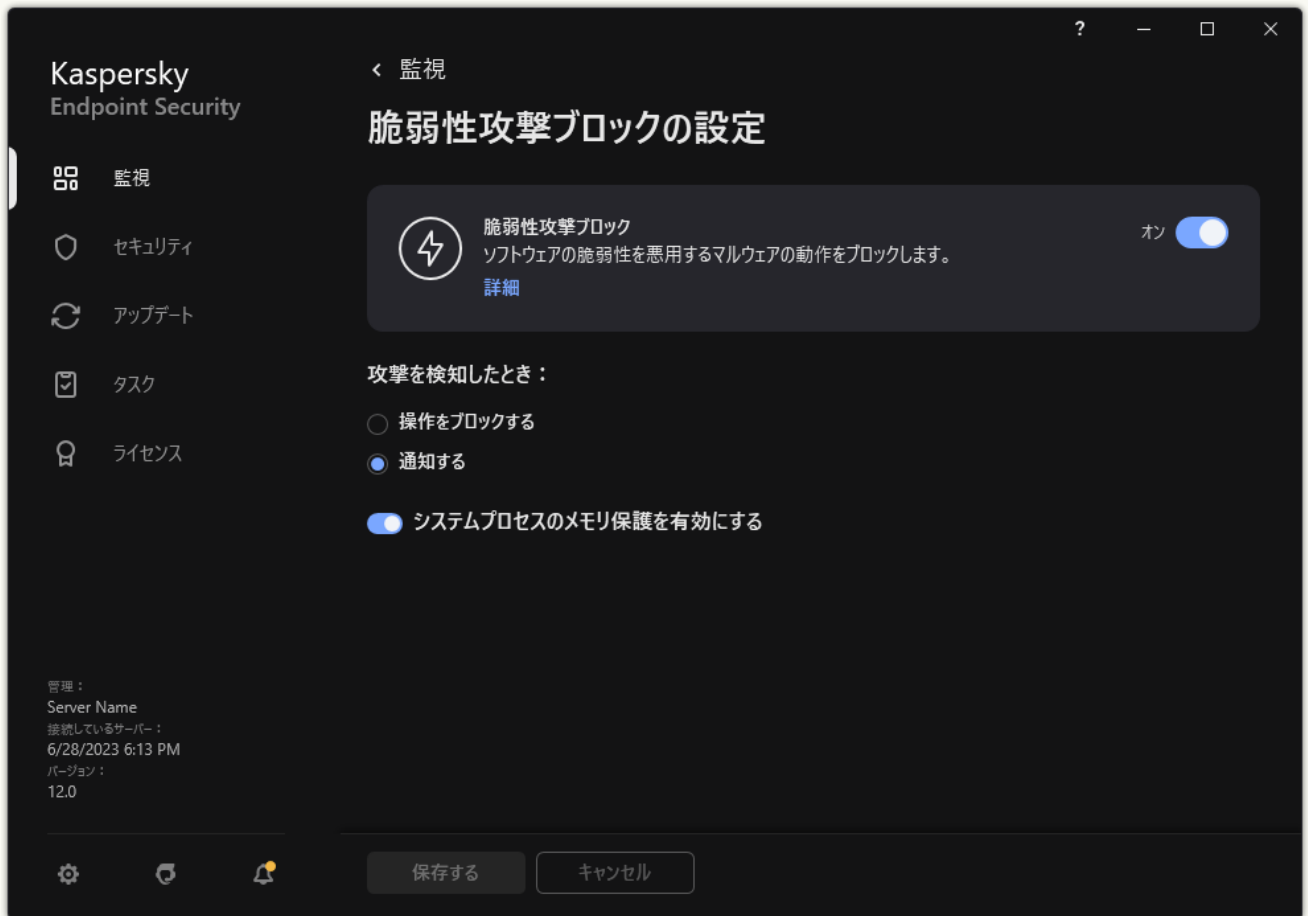 ?
Kaspersky
Endpoint Security
監視
セキュリティ
アップデート
タスク
ライセンス
管理：
Server Name
接続しているサーバー：
6/28/2023 6:13 PM
バージョン：
12.0
監視
脆弱性攻撃ブロックの設定
脆弱性攻撃ブロック
ソフトウェアの脆弱性を悪用するマルウェアの動作をブロックします。
詳細
オン
攻撃を検知したとき：
操作をブロックする
通知する
システムプロセスのメモリ保護を有効にする
保存する
キャンセル